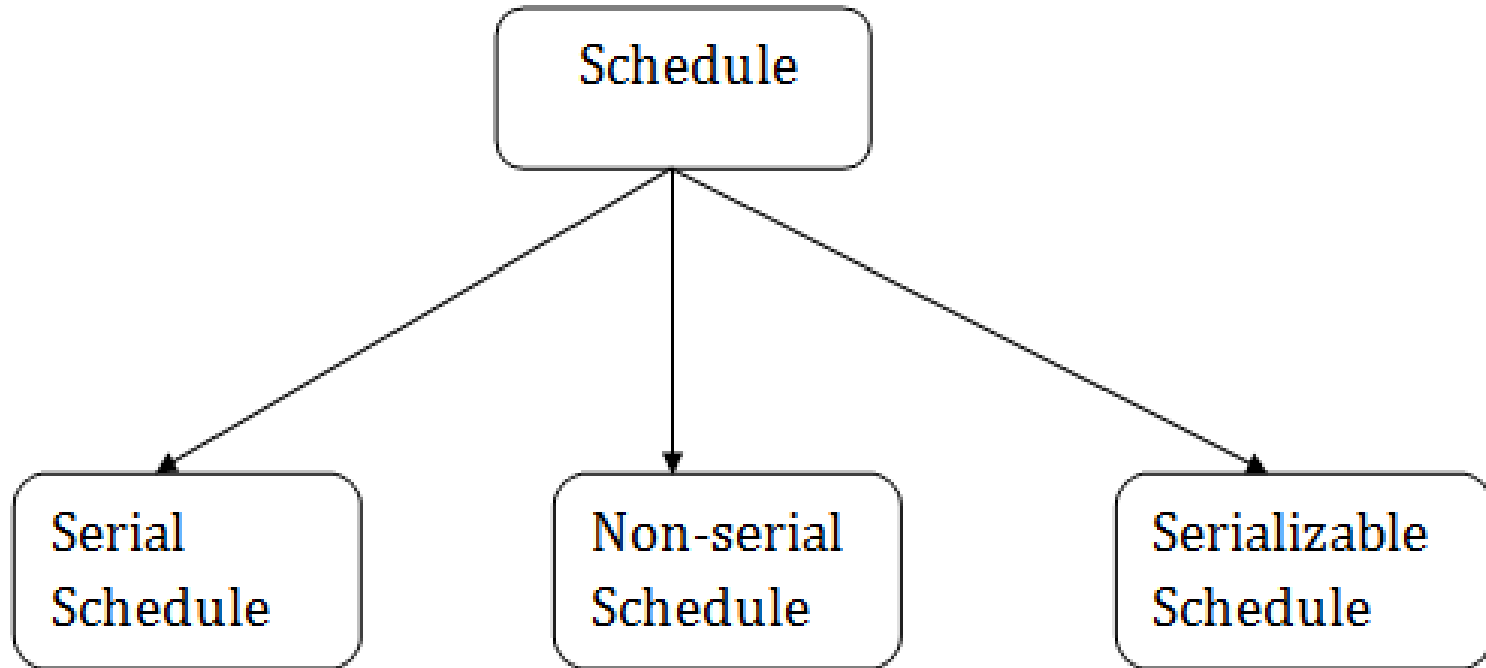 Schedule
Serial
Schedule
Non-serial
Schedule
Serializable
Schedule